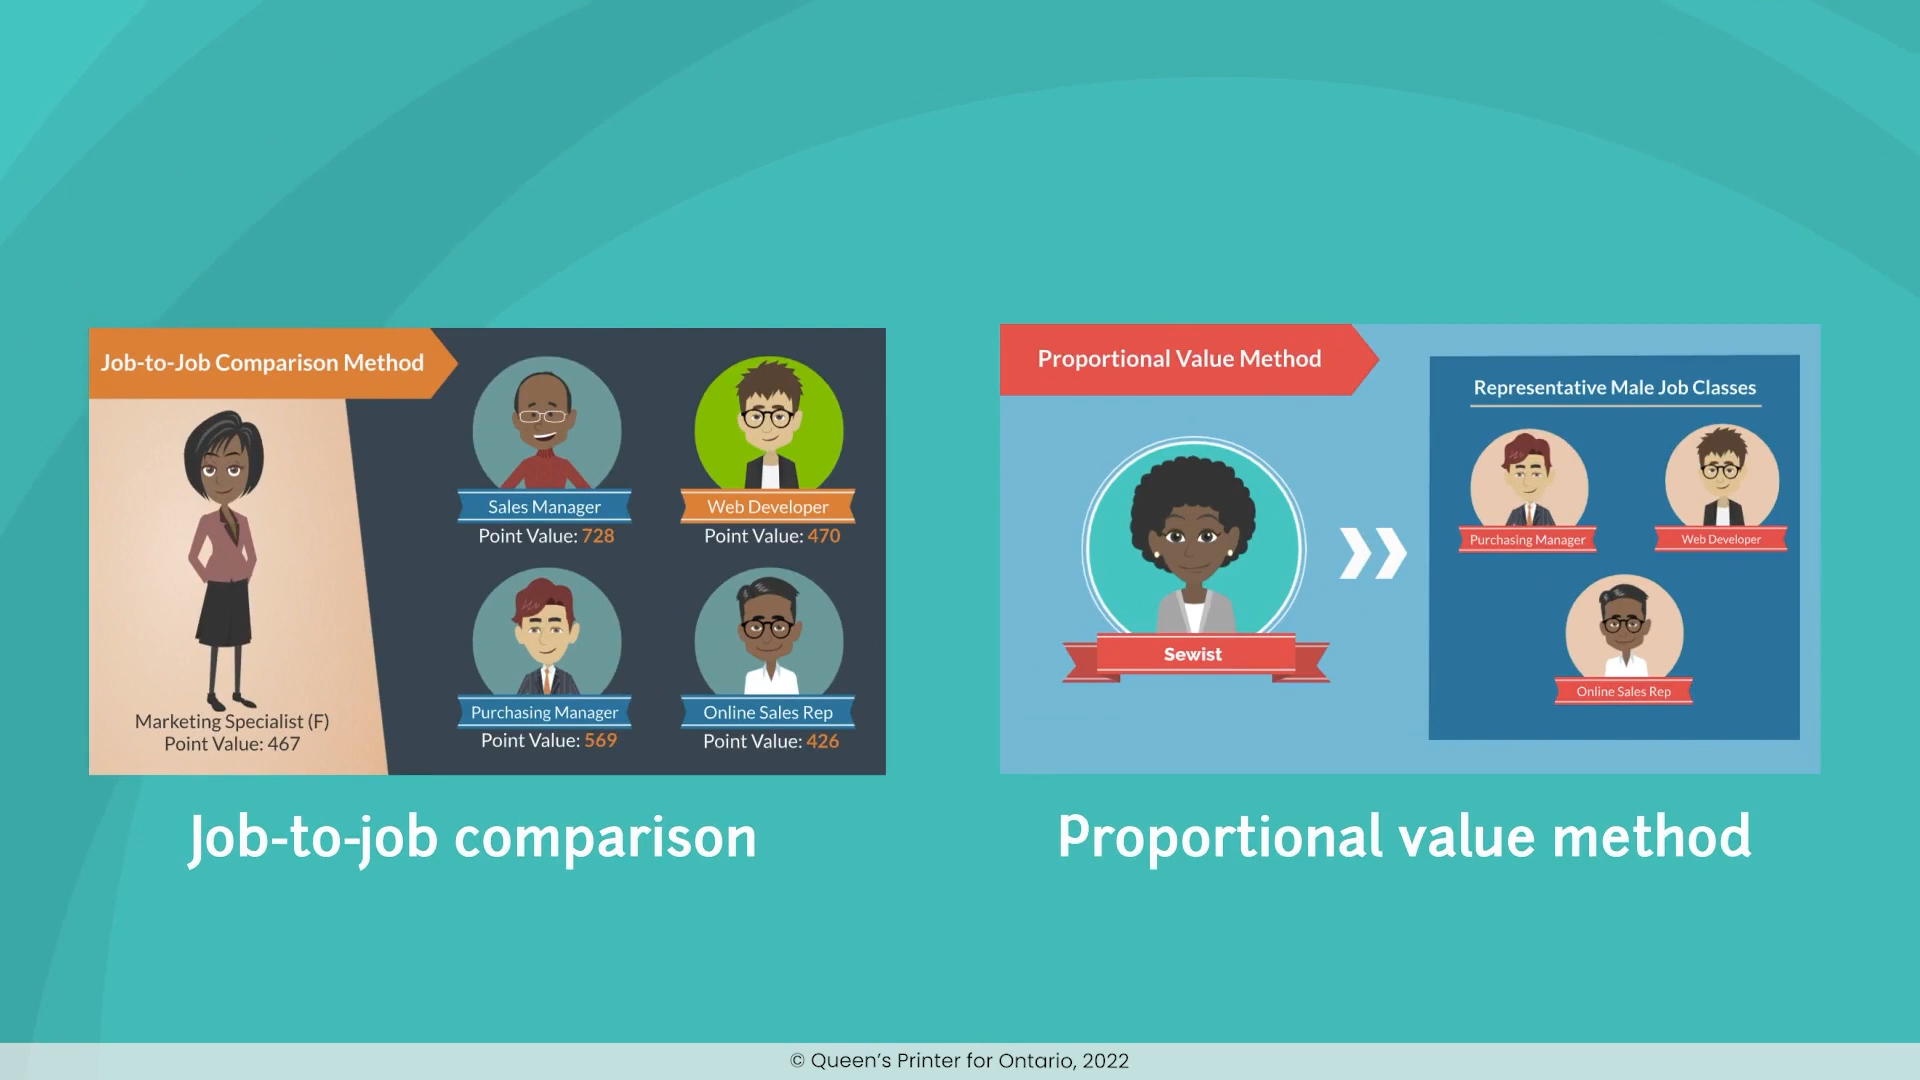 Job-to-Job Comparison Method
Sales Manager
Point Value: 728
Web Developer
Point Value: 470
Purchasing Manager
Point Value: 569
Online Sales Rep
Point Value: 426
Marketing Specialist (F)
Point Value: 467
Job-to-job comparison
Proportional Value Method
Sewist
Representative Male Job Classes
Purchasing Manager
Web Developer
Online Sales Rep
Proportional value method
© Queen's Printer for Ontario, 2022